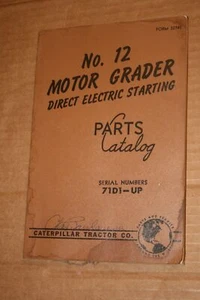 No. 12
MOTOR GRADER
DIRECT ELECTRIC STARTING
PARTS
Catalog
SERIAL NUMBERS
71D1-UP
CATERPILLAR TRACTOR CO.